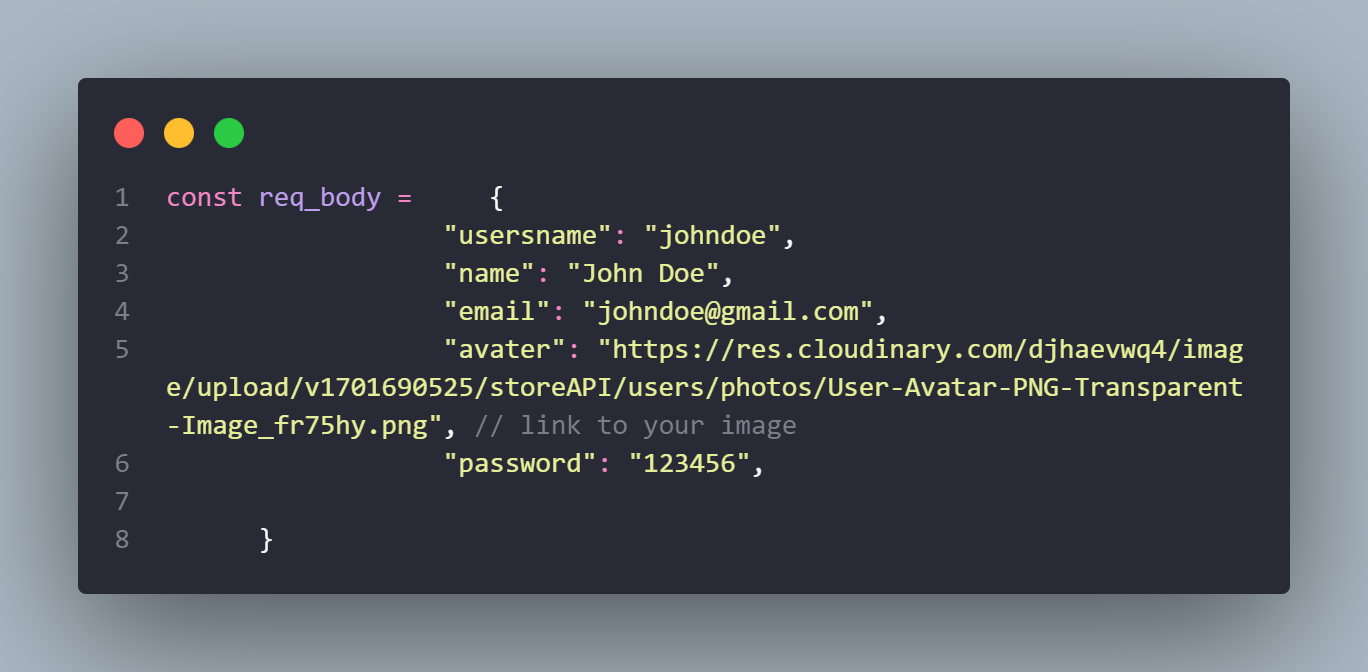 1 const req_body =     {
2                   "usersname": "johndoe",
3                   "name": "John Doe",
4                   "email": "johndoe@gmail.com",
5                   "avater": "https://res.cloudinary.com/djhaevwq4/imag
e/upload/v1701690525/storeAPI/users/photos/User-Avatar-PNG-Transparent
-Image_fr75hy.png", // link to your image
6                   "password": "123456",
7
8       }